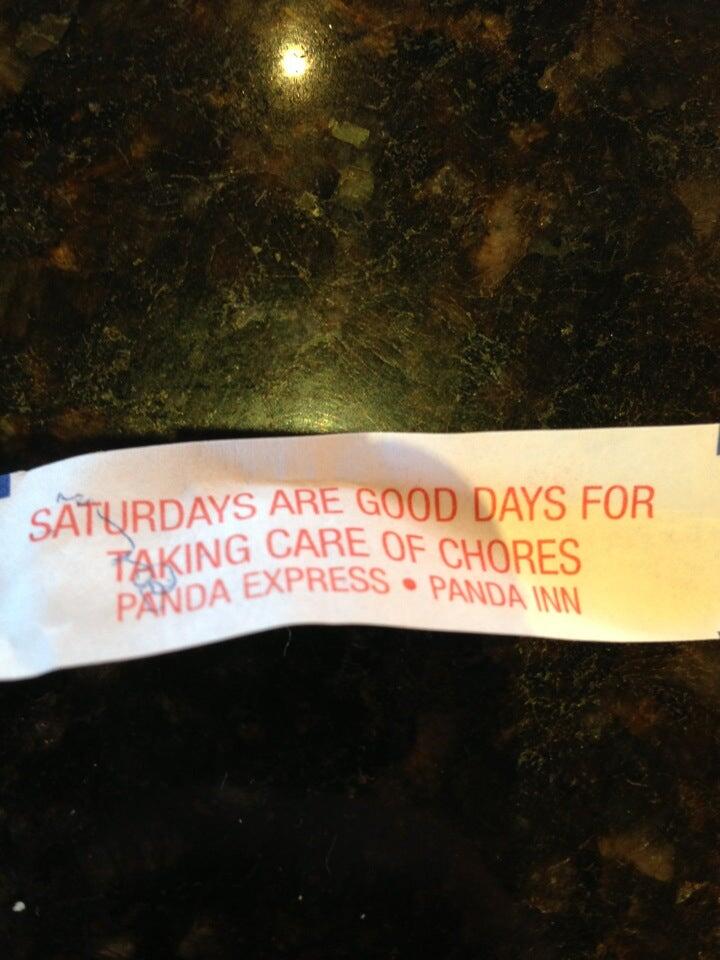 SATURDAYS ARE GOOD DAYS FOR
TAKING CARE OF CHORES
PANDA EXPRESS • PANDA INN